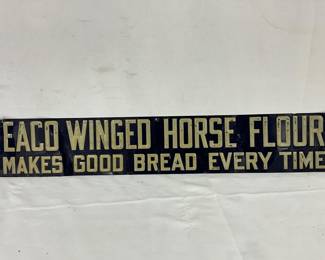 EACO WINGED HORSE FLOUR
MAKES GOOD BREAD EVERY TIME